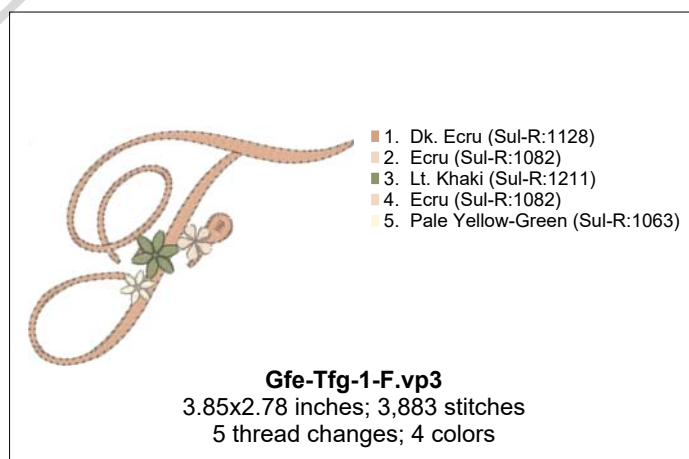 1. Dk. Ecru (Sul-R:1128)
2. Ecru (Sul-R:1082)
3. Lt. Khaki (Sul-R:1211)
4. Ecru (Sul-R:1082)
5. Pale Yellow-Green (Sul-R:1063)
F
Gfe-Tfg-1-F.vp3
3.85x2.78 inches; 3,883 stitches
5 thread changes; 4 colors